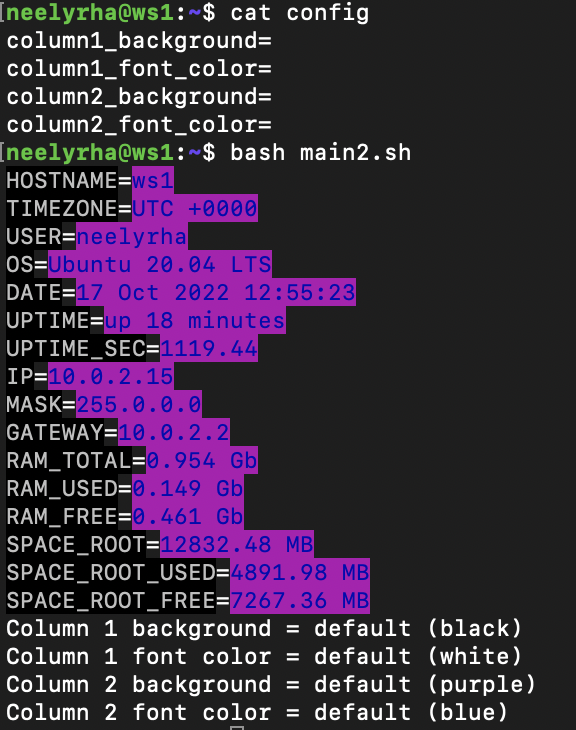 [neelyrha@ws1:~$ cat config
column1_background=
column1_font_color=
column2_background=
column2_font_color=
[neelyrha@ws1:~$ bash main2.sh
HOSTNAME=ws1
TIMEZONE=UTC +0000
USER=neelyrha
OS=Ubuntu 20.04 LTS
DATE=17 Oct 2022 12:55:23
UPTIME=up 18 minutes
UPTIME_SEC=1119.44
IP=10.0.2.15
MASK=255.0.0.0
GATEWAY=10.0.2.2
RAM_TOTAL=0.954 Gb
RAM_USED=0.149 Gb
RAM_FREE=0.461 Gb
SPACE_ROOT=12832.48 MB
SPACE_ROOT_USED=4891.98 MB
SPACE_ROOT_FREE=7267.36 MB
Column 1 background = default (black)
Column 1 font color = default (white)
Column 2 background = default (purple)
Column 2 font color = default (blue)